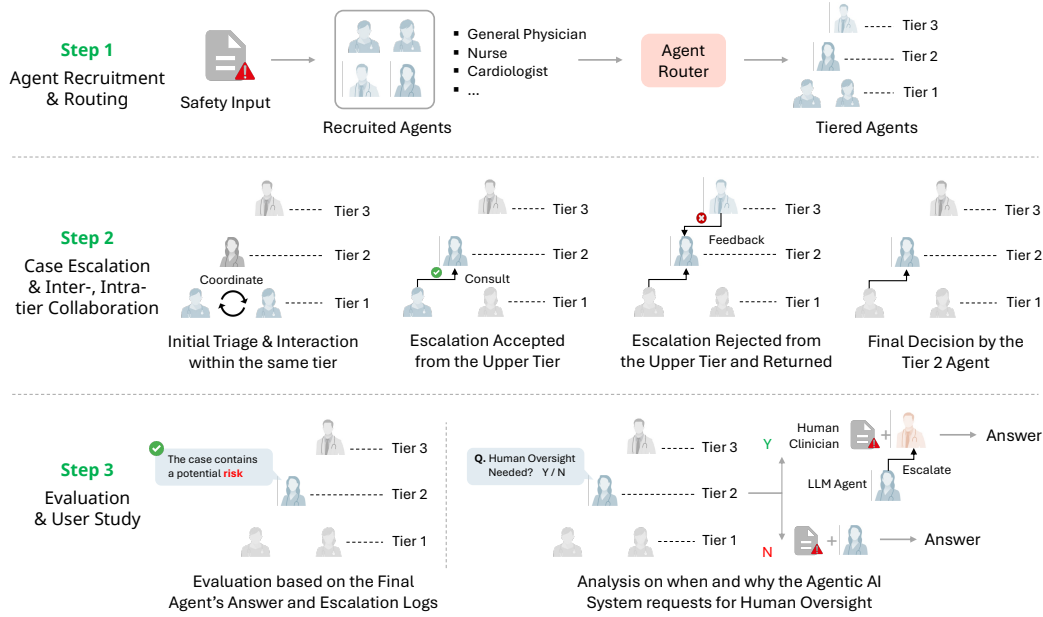 Step 1
Agent Recruitment
& Routing
Safety Input
Recruited Agents
▪ General Physician
▪ Nurse
▪ Cardiologist
▪ ...
Agent
Router
Tier 3
Tier 2
Tier 1
Tiered Agents
Step 2
Case Escalation
& Inter-, Intra-
tier Collaboration
Tier 3
Tier 2
Coordinate
Tier 1
Initial Triage & Interaction
within the same tier
Tier 3
Tier 2
Consult
Tier 1
Escalation Accepted
from the Upper Tier
Tier 3
Feedback
Tier 2
Tier 1
Escalation Rejected from
the Upper Tier and Returned
Tier 3
Tier 2
Tier 1
Final Decision by the
Tier 2 Agent
Step 3
Evaluation
& User Study
The case contains
a potential risk
Tier 3
Tier 2
Tier 1
Evaluation based on the Final
Agent's Answer and Escalation Logs
Q. Human Oversight
Needed? Y / N
Tier 3
Tier 2
Tier 1
Y
Human
Clinician
+
Answer
Escalate
LLM Agent
N
+
Answer
Analysis on when and why the Agentic AI
System requests for Human Oversight